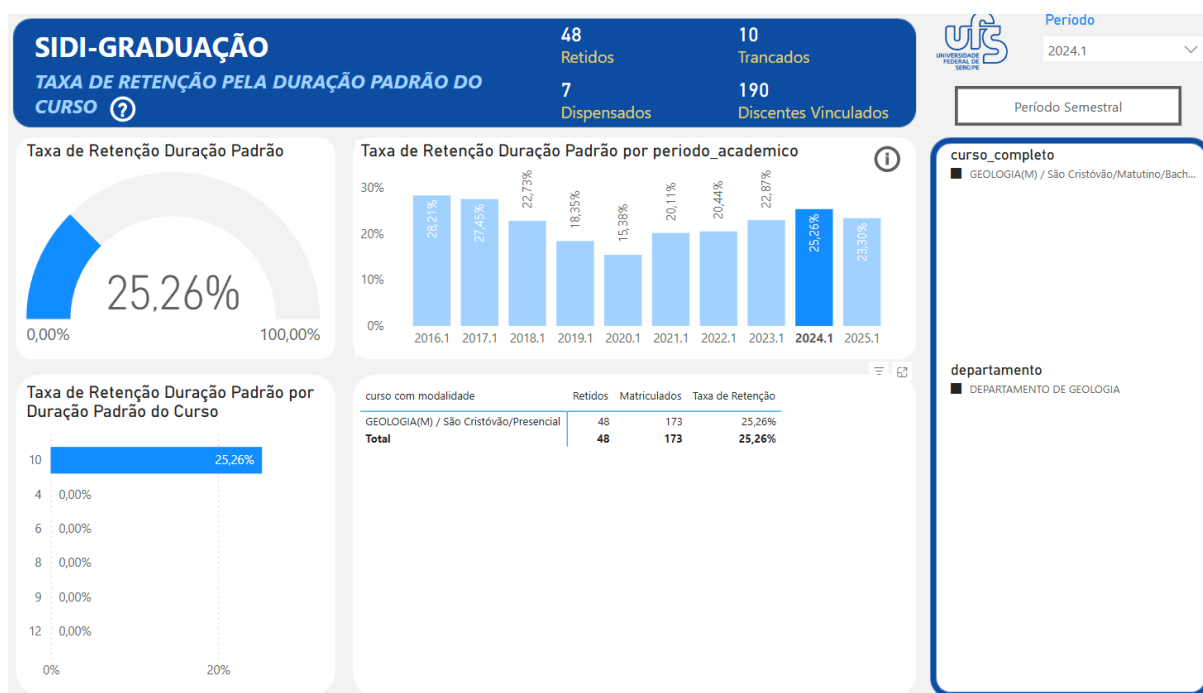 SIDI-GRADUAÇÃO
TAXA DE RETENÇÃO PELA DURAÇÃO PADRÃO DO
CURSO ?
48
Retidos
10
Trancados
7
Dispensados
190
Discentes Vinculados
ufs
UNIVERSIDADE
FEDERAL DE
SERGIPE
Período
2024.1
Período Semestral
Taxa de Retenção Duração Padrão
25,26%
0,00%
100,00%
Taxa de Retenção Duração Padrão por periodo_academico
30%
20%
10%
0%
28,21%
27,45%
22,73%
18,35%
15,38%
20,11%
20,44%
22,87%
25,26%
23,30%
2016.1 2017.1 2018.1 2019.1 2020.1 2021.1 2022.1 2023.1 2024.1 2025.1
curso_completo
GEOLOGIA(M) / São Cristóvão/Matutino/Bach...
departamento
DEPARTAMENTO DE GEOLOGIA
Taxa de Retenção Duração Padrão por
Duração Padrão do Curso
10 25,26%
4 0,00%
6 0,00%
8 0,00%
9 0,00%
12 0,00%
0% 20%
curso com modalidade Retidos Matriculados Taxa de Retenção
GEOLOGIA(M) / São Cristóvão/Presencial 48 173 25,26%
Total 48 173 25,26%